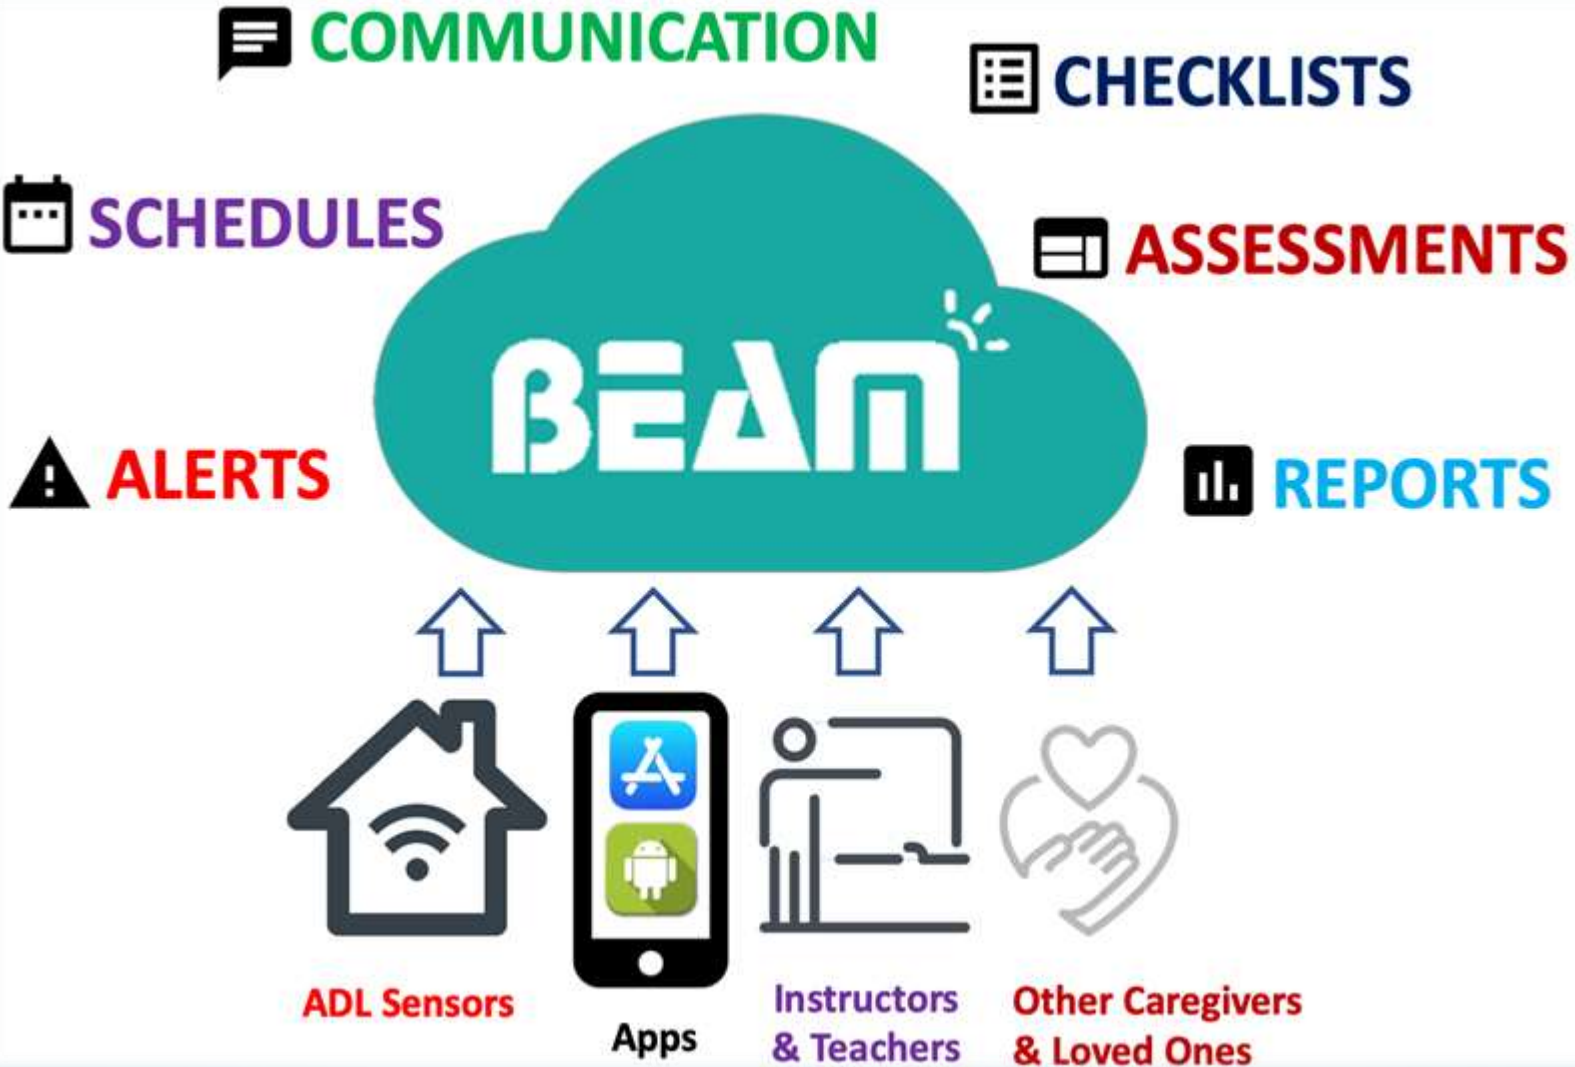 COMMUNICATION
CHECKLISTS
SCHEDULES
ASSESSMENTS
BEAM
ALERTS
REPORTS
ADL Sensors
Apps
Instructors
& Teachers
Other Caregivers
& Loved Ones